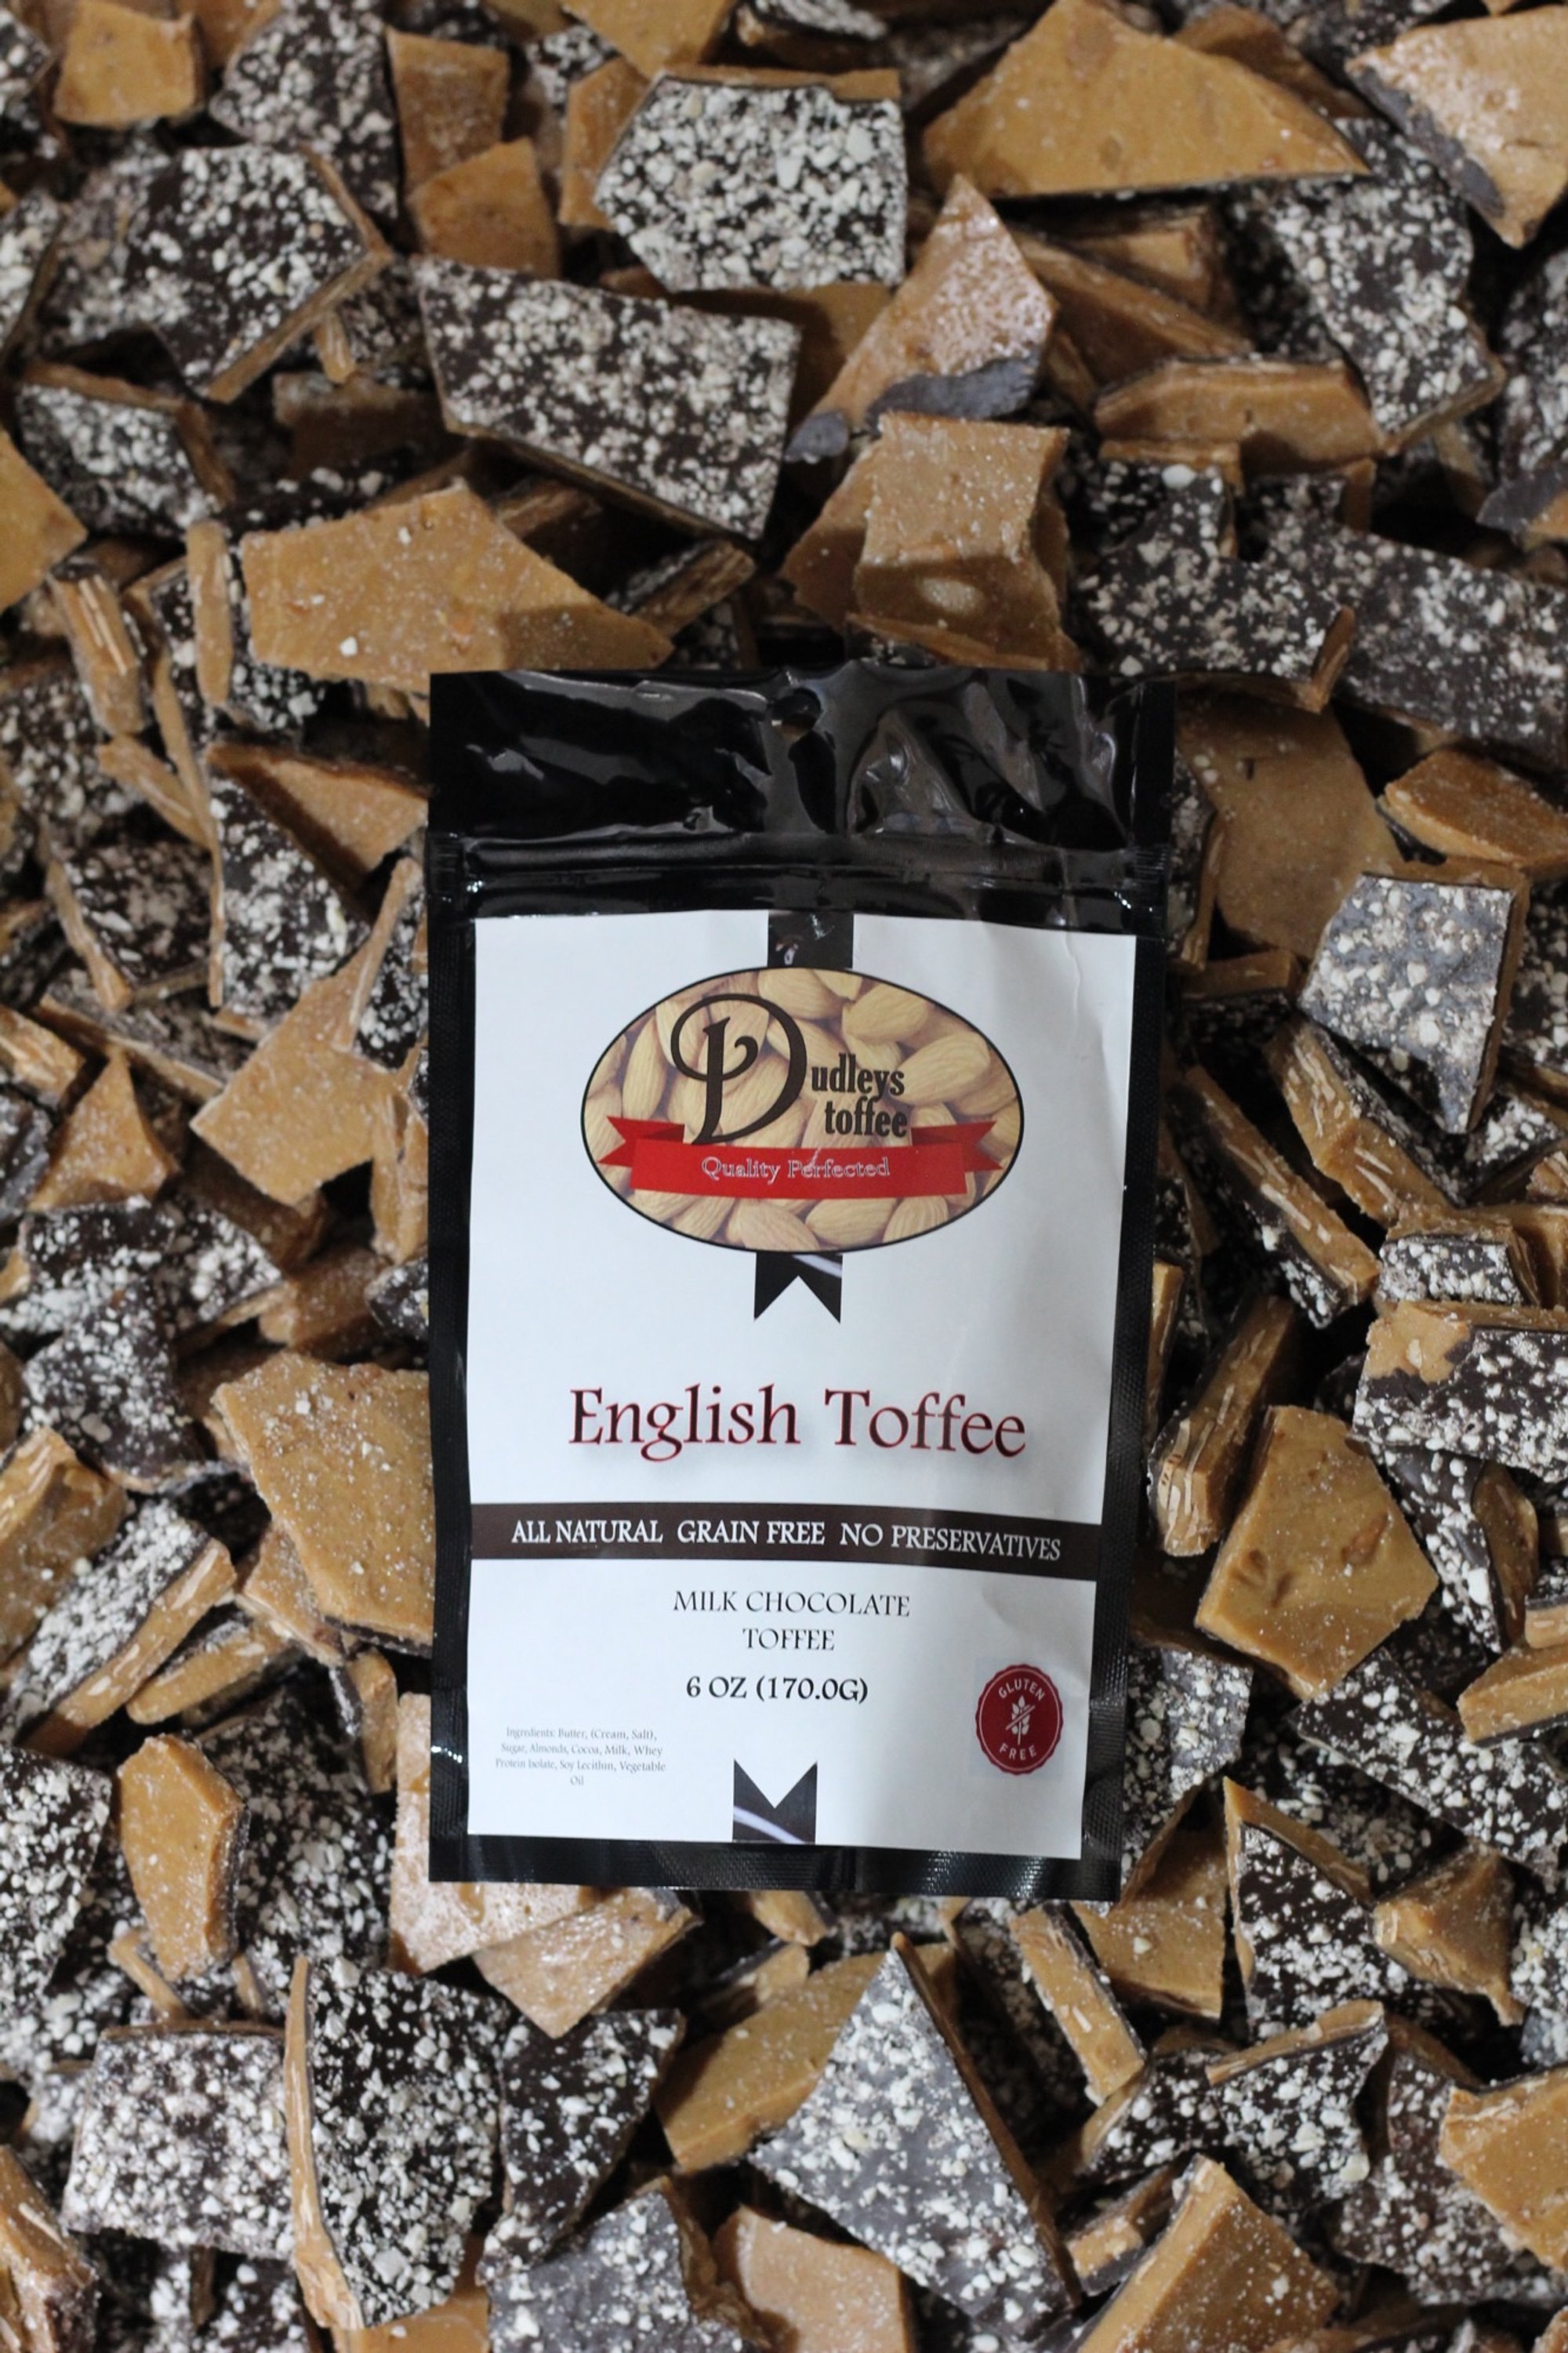 Dudleys
toffee
Quality Perfected
English Toffee
ALL NATURAL GRAIN FREE NO PRESERVATIVES
MILK CHOCOLATE
TOFFEE
6 OZ (170.0G)
GLUTEN
FREE
Ingredients: Butter, (Cream, Salt),
Sugar, Almonds, Cocoa, Milk, Whey
Protein Isolate, Soy Lecithin, Vegetable
Oil